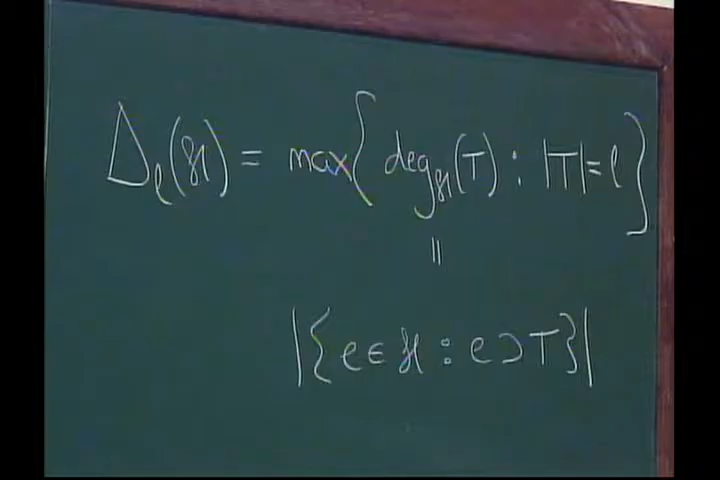 Δ_ℓ(ℋ) = max{ deg_ℋ(T) : |T|=ℓ }
||
|{ e ∈ ℋ : e ⊃ T }|